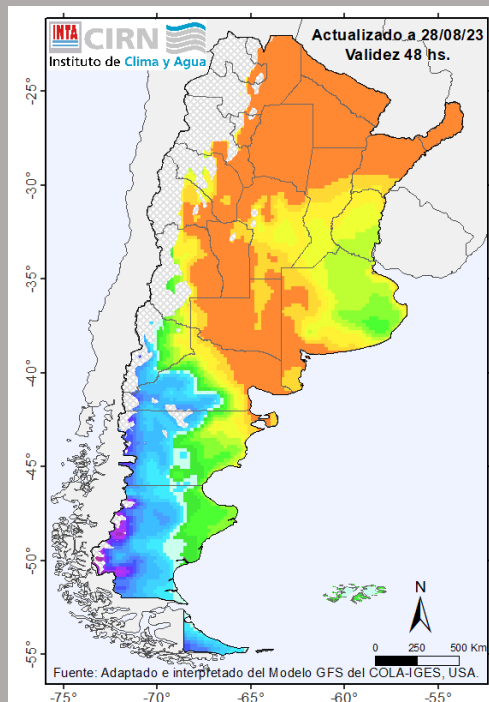 INTA CIRN
Instituto de Clima y Agua
Actualizado a 28/08/23
Validez 48 hs.
-25°
-30°
-35°
-40°
-45°
-50°
-55°
N
0 250 500 Km
Fuente: Adaptado e interpretado del Modelo GFS del COLA-IGES, USA.
-75° -70° -65° -60° -55°